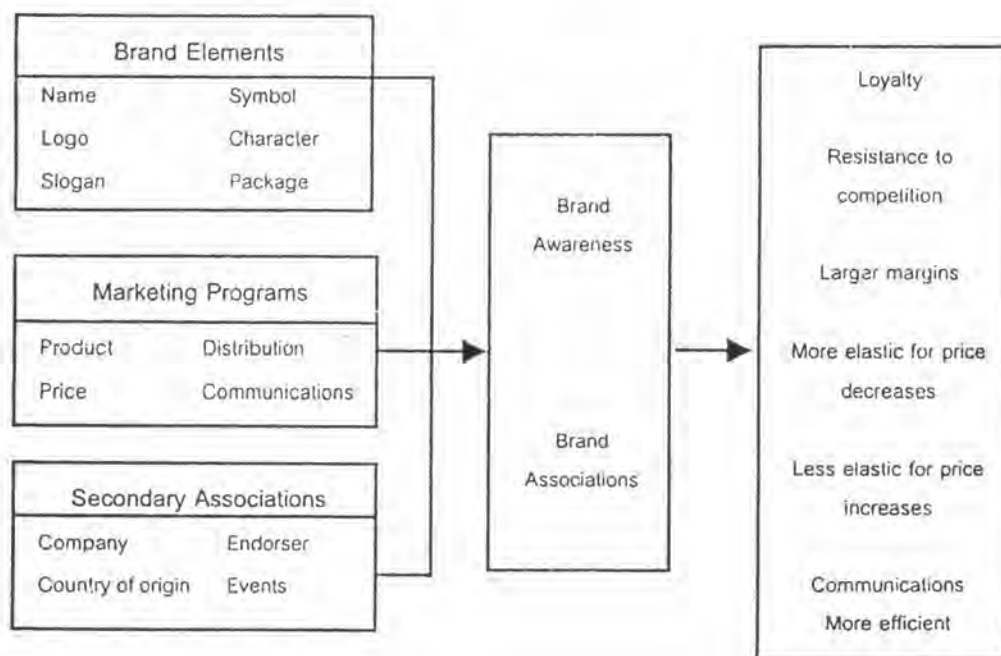 Brand Elements
Name Symbol
Logo Character
Slogan Package
Marketing Programs
Product Distribution
Price Communications
Secondary Associations
Company Endorser
Country of origin Events
Brand
Awareness
Brand
Associations
Loyalty
Resistance to
competition
Larger margins
More elastic for price
decreases
Less elastic for price
increases
Communications
More efficient